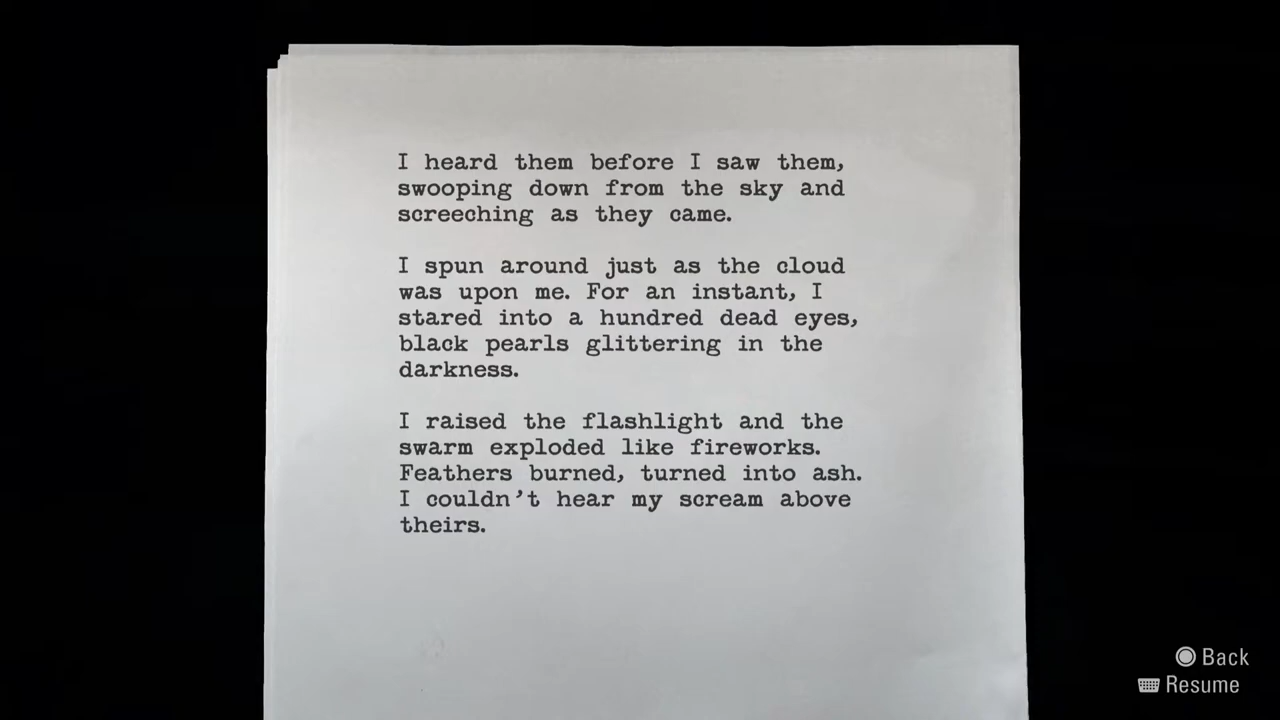 I heard them before I saw them,
swooping down from the sky and
screeching as they came.
I spun around just as the cloud
was upon me. For an instant, I
stared into a hundred dead eyes,
black pearls glittering in the
darkness.
I raised the flashlight and the
swarm exploded like fireworks.
Feathers burned, turned into ash.
I couldn't hear my scream above
theirs.
Back
Resume